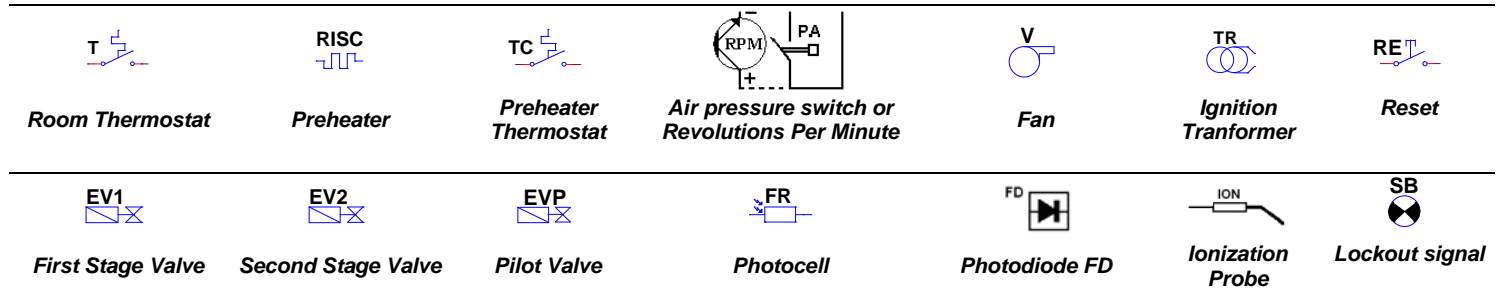 T
RISC
TC
RPM
PA
V
TR
RE
Room Thermostat
Preheater
Preheater
Thermostat
Air pressure switch or
Revolutions Per Minute
Fan
Ignition
Tranformer
Reset
EV1
EV2
EVP
FR
FD
ION
SB
First Stage Valve
Second Stage Valve
Pilot Valve
Photocell
Photodiode FD
Ionization
Probe
Lockout signal